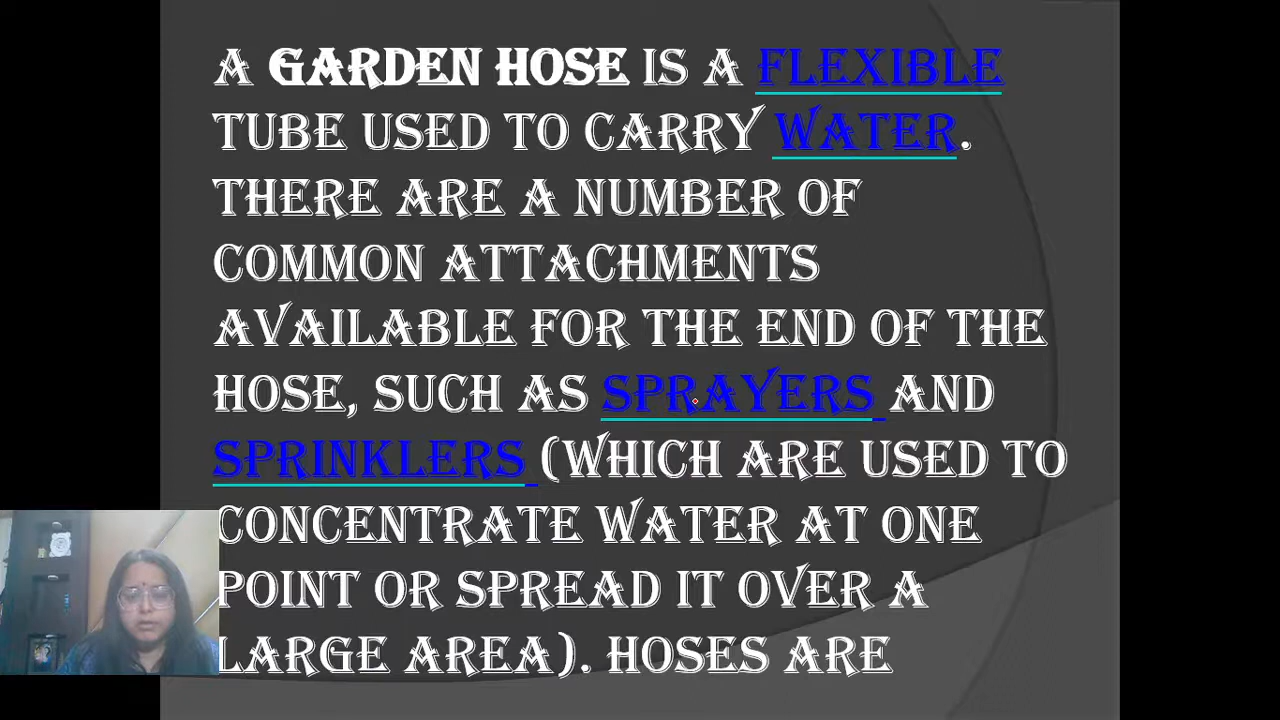 A GARDEN HOSE IS A FLEXIBLE
TUBE USED TO CARRY WATER.
THERE ARE A NUMBER OF
COMMON ATTACHMENTS
AVAILABLE FOR THE END OF THE
HOSE, SUCH AS SPRAYERS AND
SPRINKLERS (WHICH ARE USED TO
CONCENTRATE WATER AT ONE
POINT OR SPREAD IT OVER A
LARGE AREA). HOSES ARE